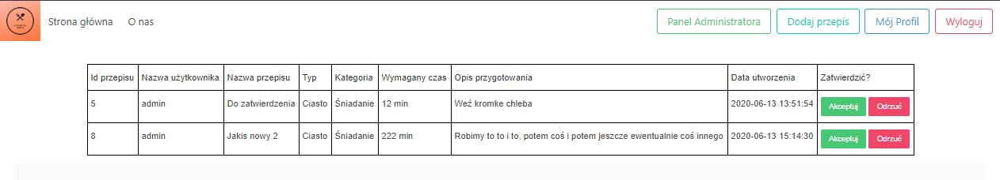 Strona główna O nas Panel Administratora Dodaj przepis Mój Profil Wyloguj
Id przepisu Nazwa użytkownika Nazwa przepisu Typ Kategoria Wymagany czas Opis przygotowania Data utworzenia Zatwierdzić?
5 admin Do zatwierdzenia Ciasto Śniadanie 12 min Weź kromke chleba 2020-06-13 13:51:54 Akceptuj Odrzuć
8 admin Jakis nowy 2 Ciasto Śniadanie 222 min Robimy to to i to, potem coś i potem jeszcze ewentualnie coś innego 2020-06-13 15:14:30 Akceptuj Odrzuć